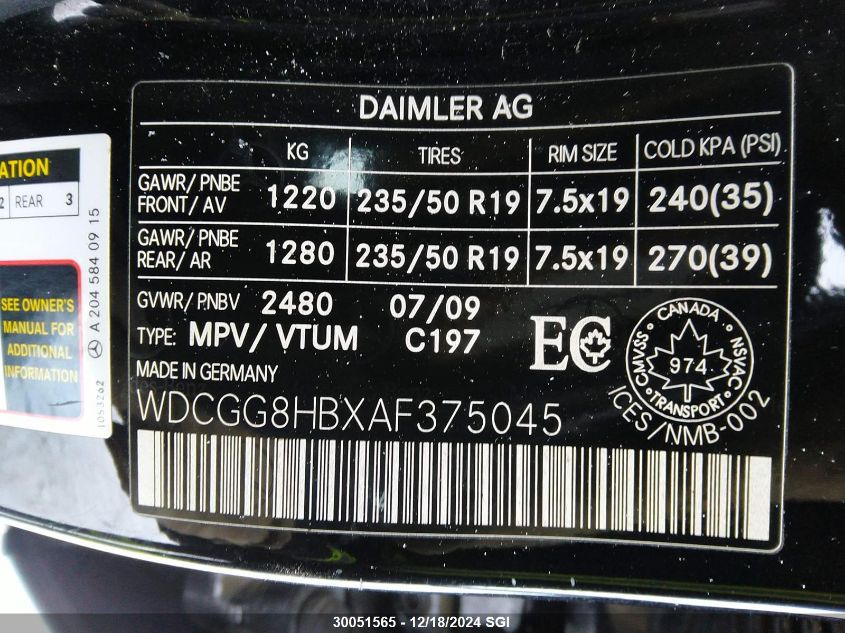 DAIMLER AG
KG TIRES RIM SIZE COLD KPA (PSI)
GAWR/ PNBE
FRONT/ AV 1220 235/50 R19 7.5x19 240(35)
GAWR/ PNBE
REAR/ AR 1280 235/50 R19 7.5x19 270(39)
GVWR/ PNBV 2480 07/09
TYPE: MPV/ VTUM C197
EC
MADE IN GERMANY
WDCGG8HBXAF375045
CANADA
CMVSS NSVAC
974
TRANSPORT
ICES/NMB-002
ATION
2 REAR 3
A 204 584 09 15
SEE OWNER'S
MANUAL FOR
ADDITIONAL
INFORMATION
1053262
30051565 - 12/18/2024 SGI